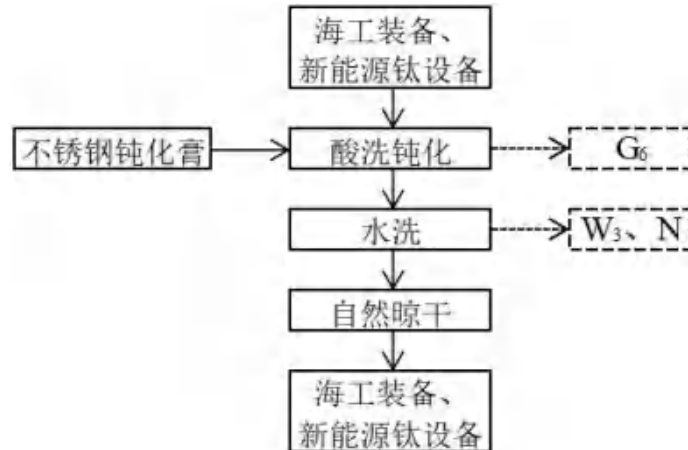 海工装备、
新能源钛设备
不锈钢钝化膏
酸洗钝化
G₆
水洗
W₃、N
自然晾干
海工装备、
新能源钛设备